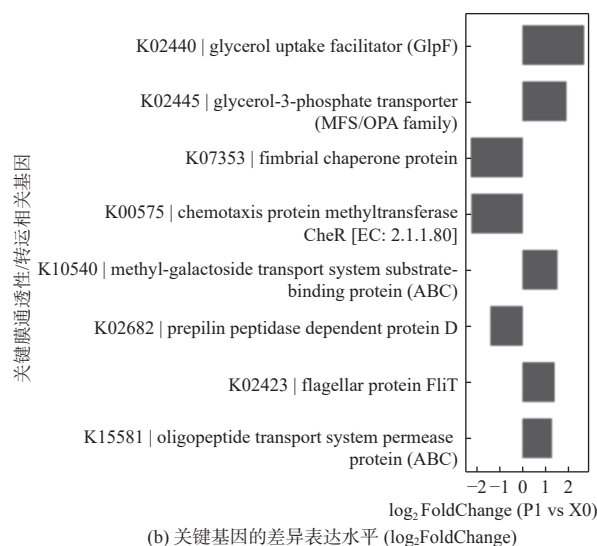 K02440 | glycerol uptake facilitator (GlpF)
K02445 | glycerol-3-phosphate transporter
(MFS/OPA family)
K07353 | fimbrial chaperone protein
K00575 | chemotaxis protein methyltransferase
CheR [EC: 2.1.1.80]
K10540 | methyl-galactoside transport system substrate-
binding protein (ABC)
K02682 | prepilin peptidase dependent protein D
K02423 | flagellar protein FliT
K15581 | oligopeptide transport system permease
protein (ABC)
关键膜通透性/转运相关基因
−2 −1 0 1 2
log₂ FoldChange (P1 vs X0)
(b) 关键基因的差异表达水平 (log₂FoldChange)